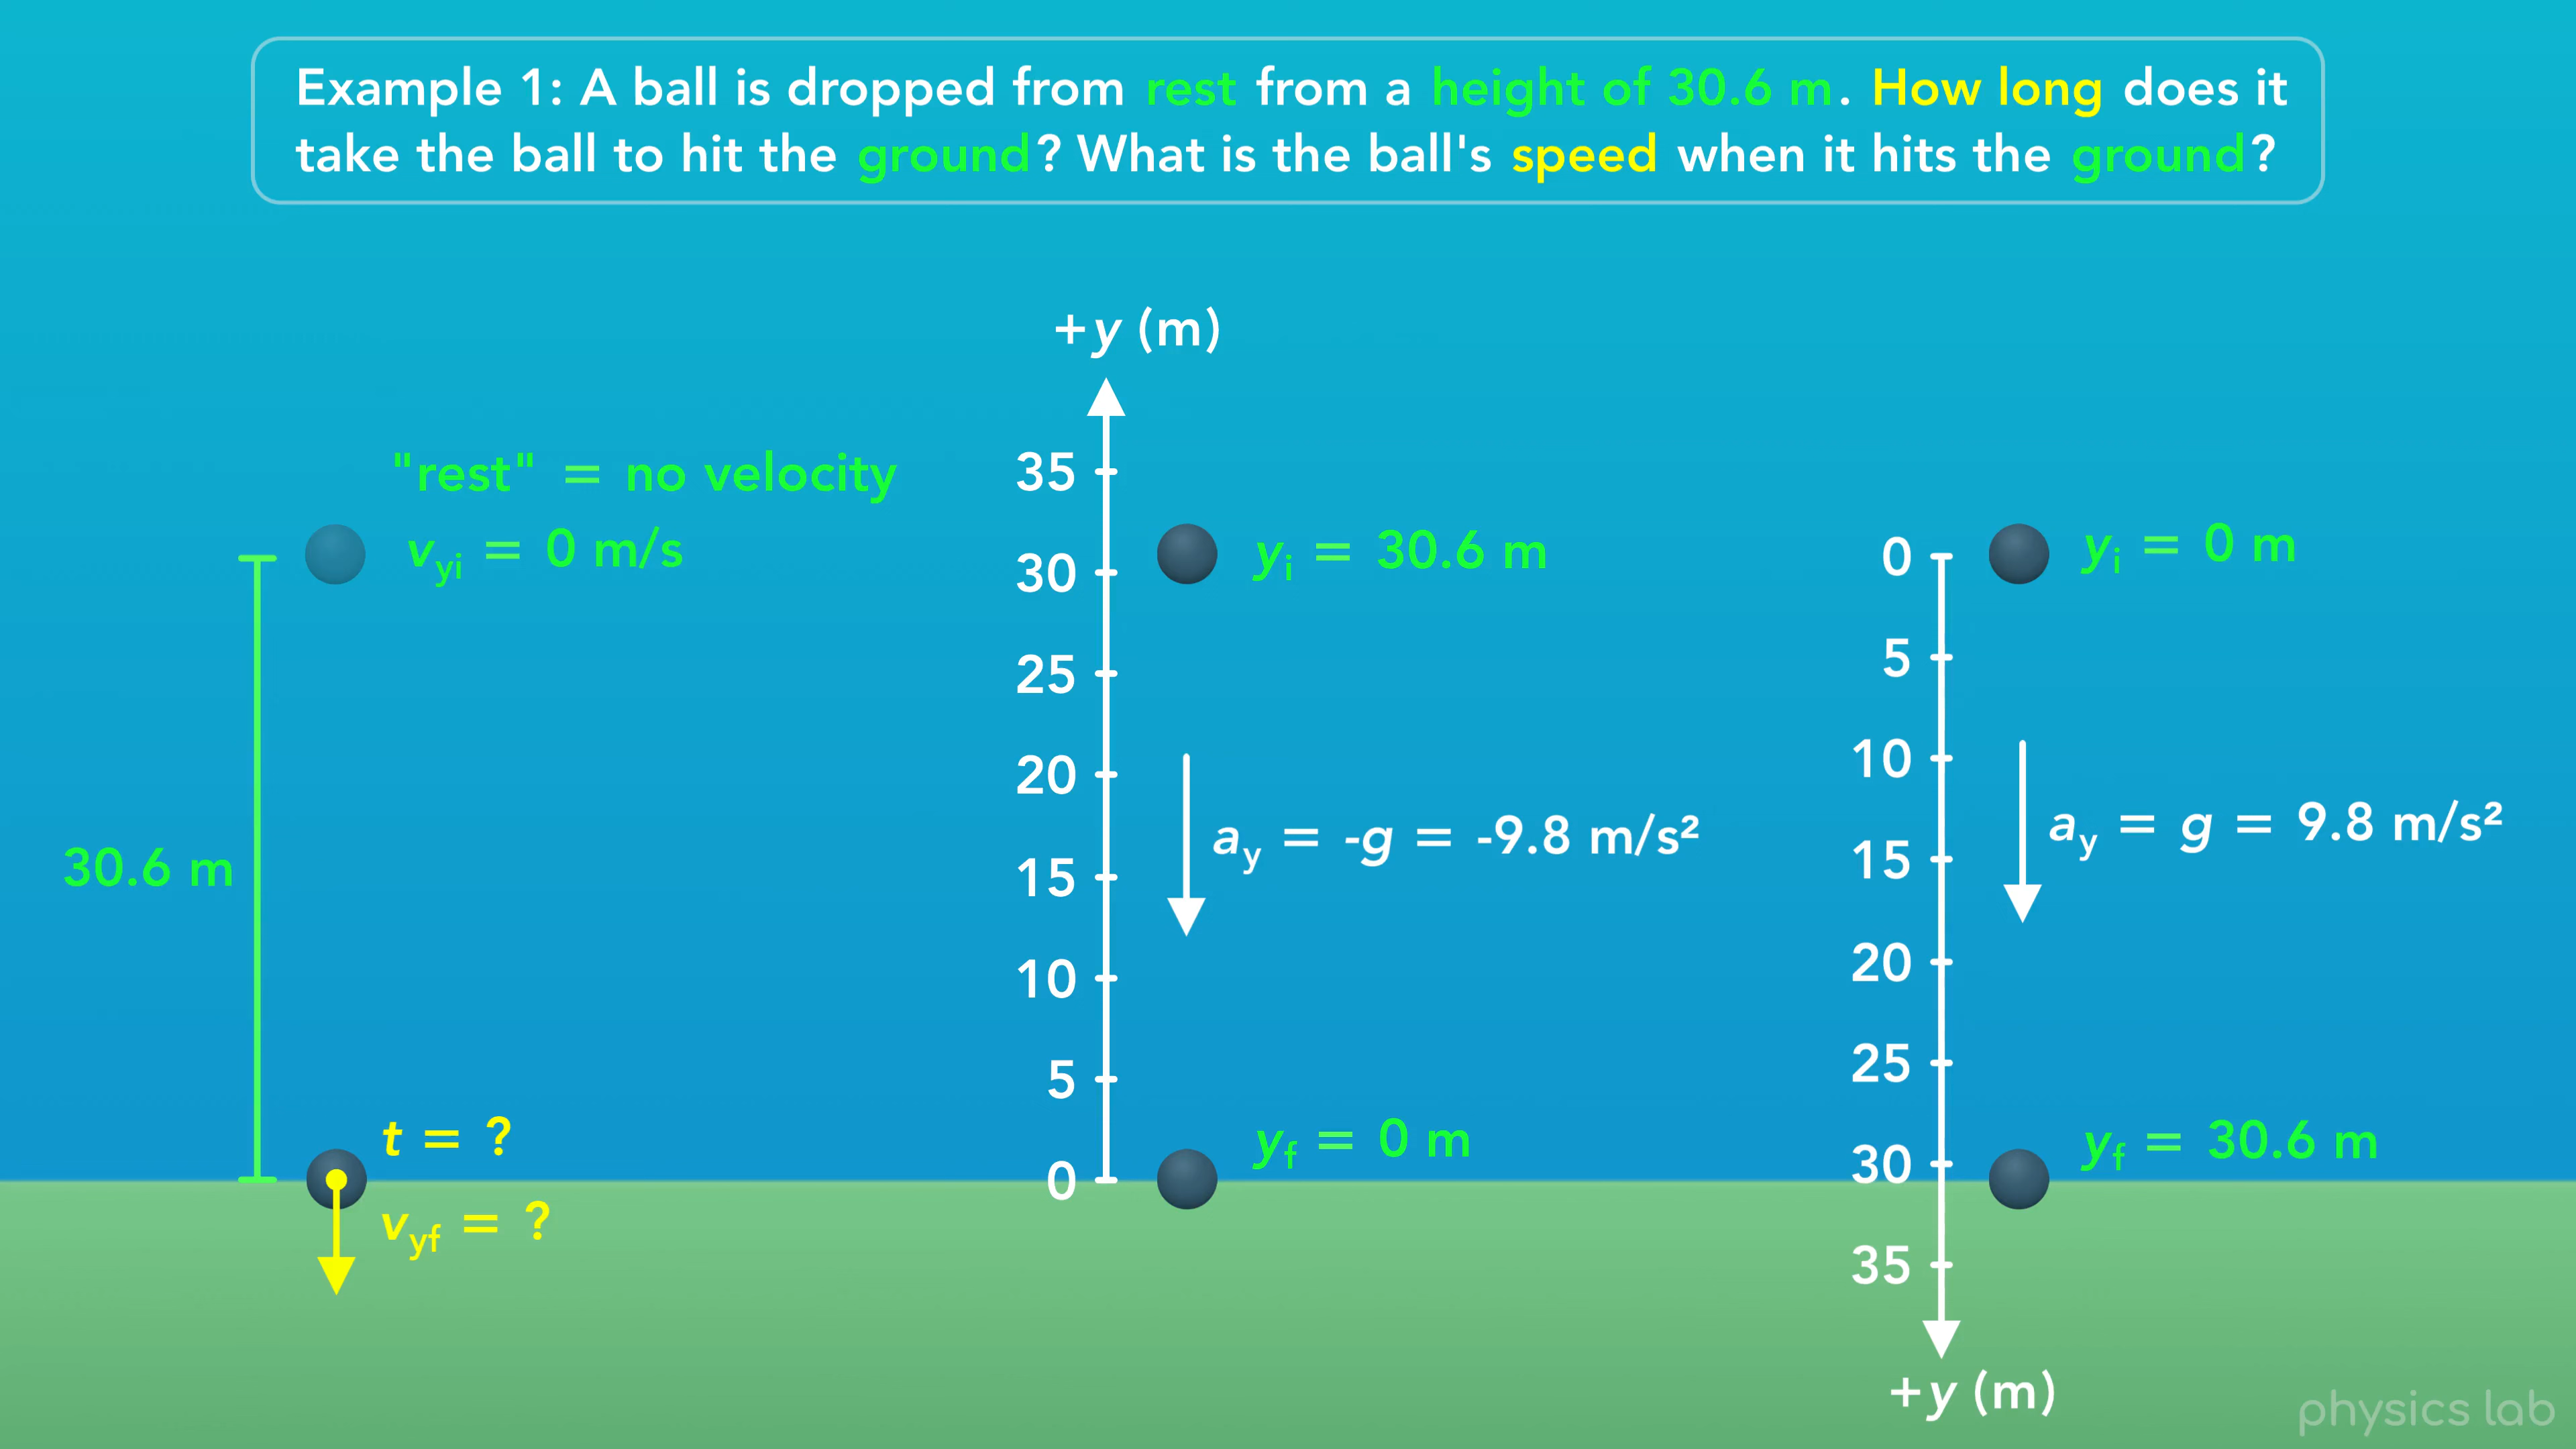 Example 1: A ball is dropped from rest from a height of 30.6 m. How long does it
take the ball to hit the ground? What is the ball's speed when it hits the ground?
"rest" = no velocity
vyi = 0 m/s
30.6 m
t = ?
vyf = ?
+y (m)
35
30
25
20
15
10
5
0
yi = 30.6 m
ay = -g = -9.8 m/s²
yf = 0 m
0
5
10
15
20
25
30
35
+y (m)
yi = 0 m
ay = g = 9.8 m/s²
yf = 30.6 m
physics lab